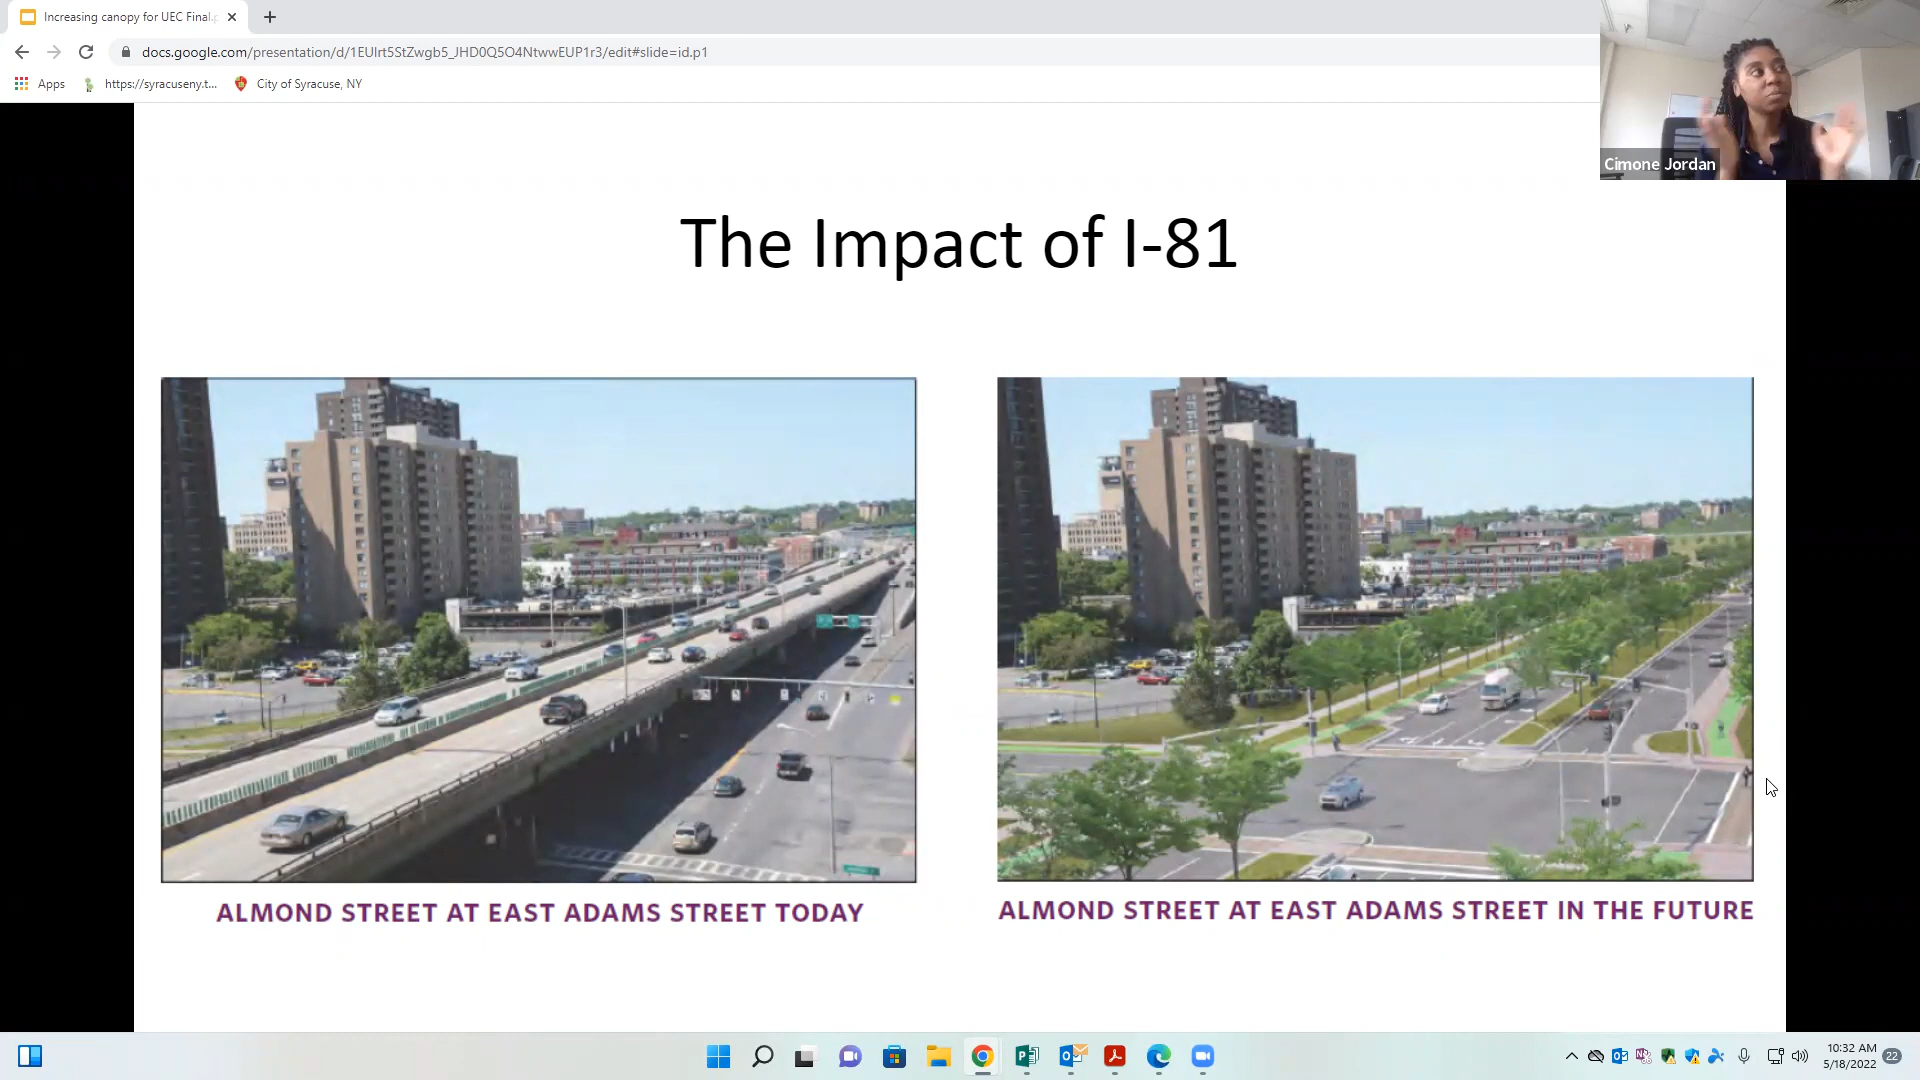 Increasing canopy for UEC Final.p
docs.google.com/presentation/d/1EUlrt5StZwgb5_JHD0Q5O4NtwwEUP1r3/edit#slide=id.p1
Apps
https://syracuseny.t...
City of Syracuse, NY
Cimone Jordan
The Impact of I-81
ALMOND STREET AT EAST ADAMS STREET TODAY
ALMOND STREET AT EAST ADAMS STREET IN THE FUTURE
10:32 AM
5/18/2022
22